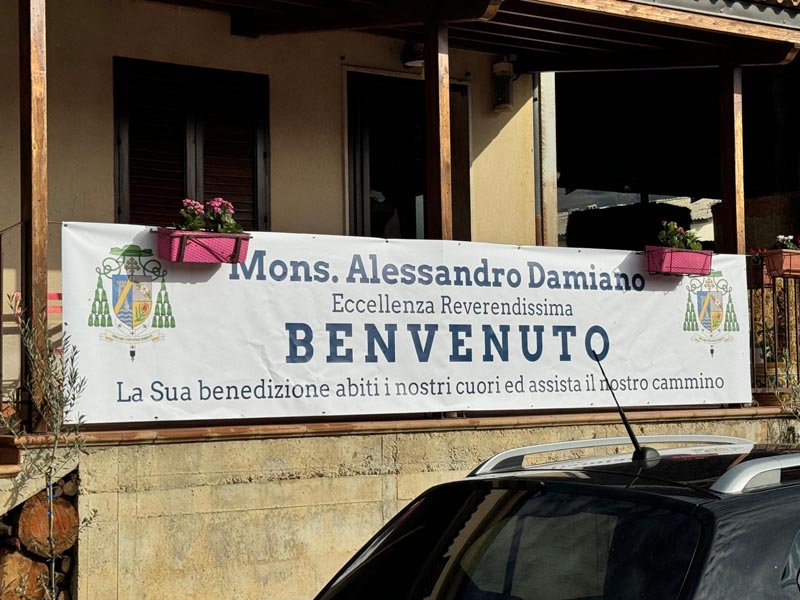 Mons. Alessandro Damiano
Eccellenza Reverendissima
BENVENUTO
La Sua benedizione abiti i nostri cuori ed assista il nostro cammino